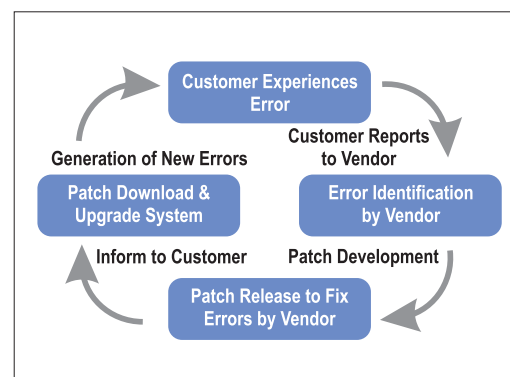 Customer Experiences
Error
Customer Reports
to Vendor
Generation of New Errors
Patch Download &
Upgrade System
Error Identification
by Vendor
Inform to Customer
Patch Development
Patch Release to Fix
Errors by Vendor